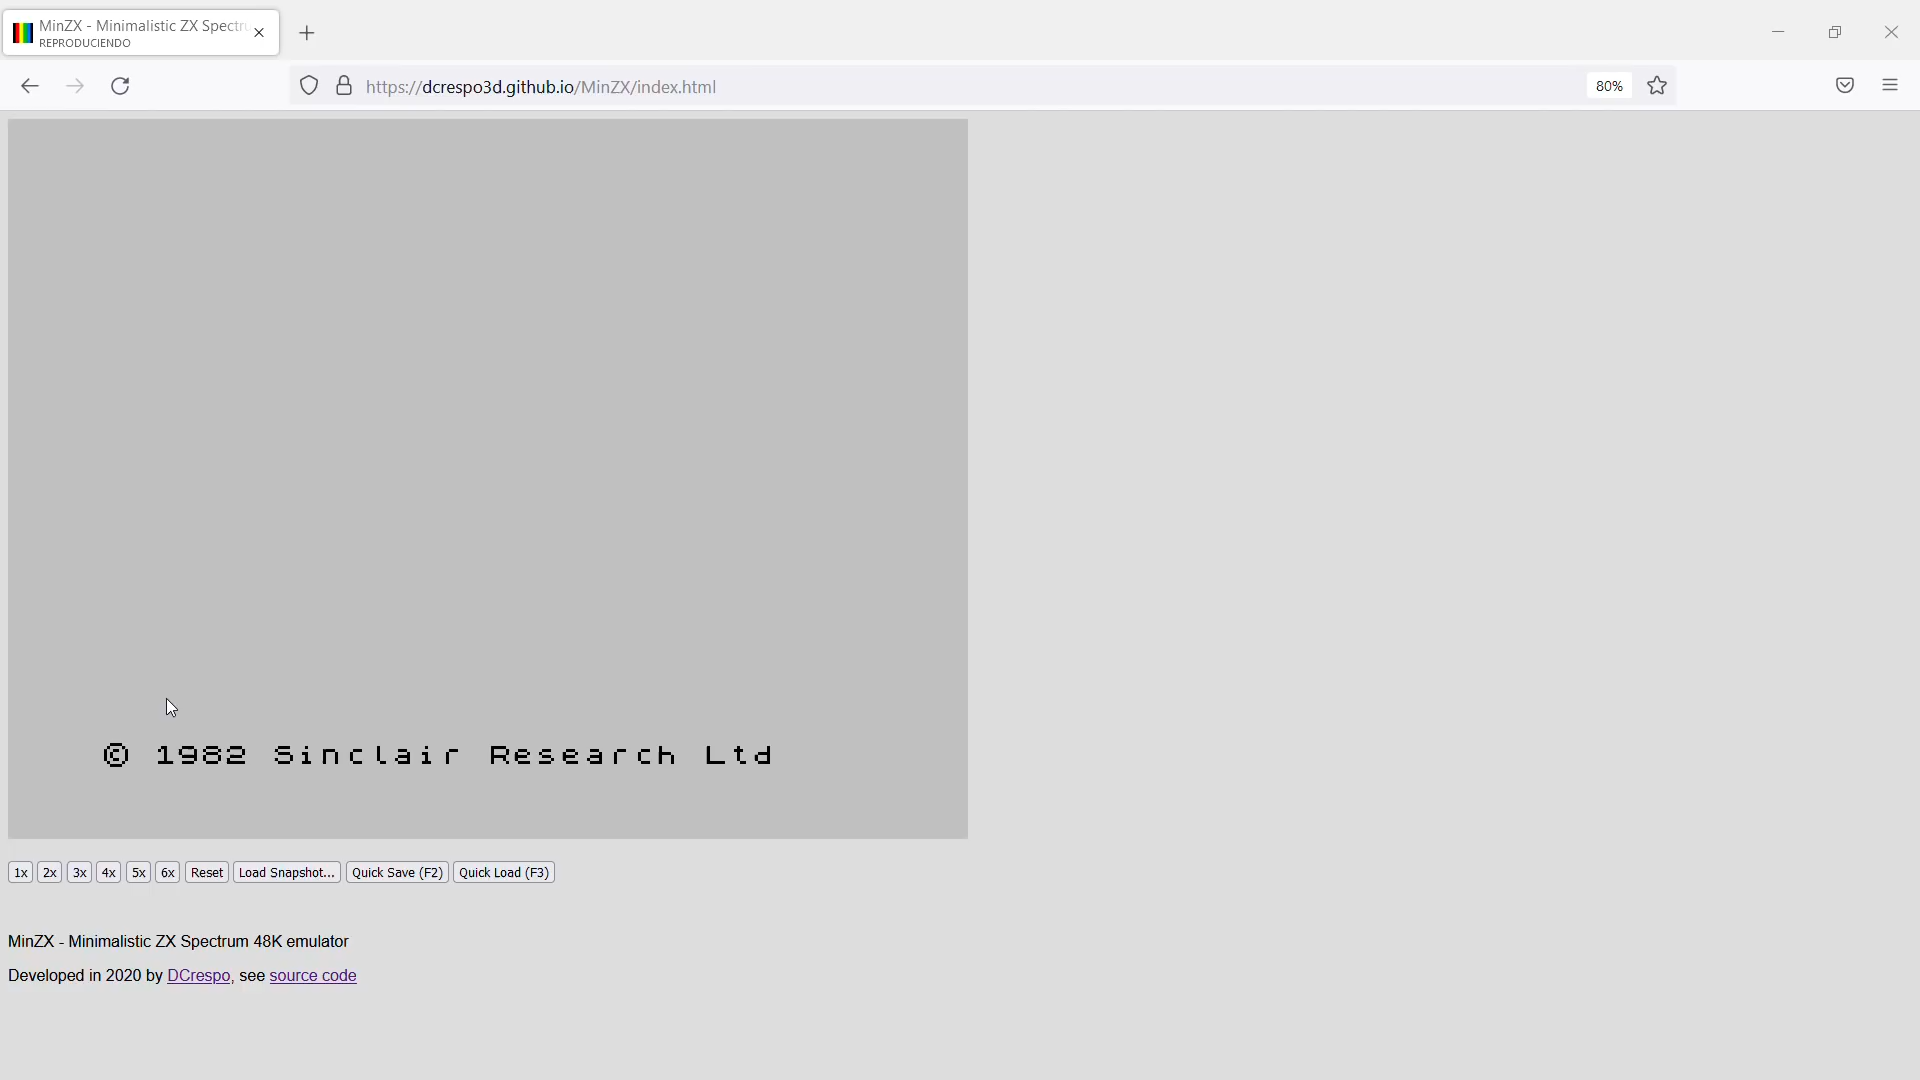 MinZX - Minimalistic ZX Spectru
REPRODUCIENDO
https://dcrespo3d.github.io/MinZX/index.html
80%
© 1982 Sinclair Research Ltd
1x 2x 3x 4x 5x 6x Reset Load Snapshot... Quick Save (F2) Quick Load (F3)
MinZX - Minimalistic ZX Spectrum 48K emulator
Developed in 2020 by DCrespo, see source code